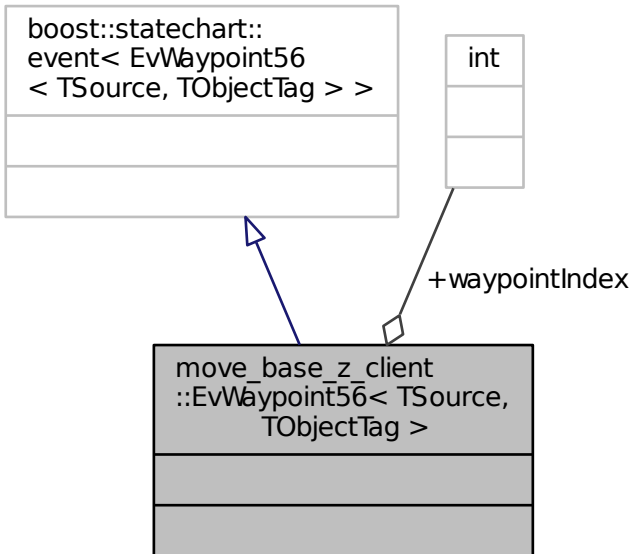 boost::statechart::
event< EvWaypoint56
< TSource, TObjectTag > >
int
+waypointIndex
move_base_z_client
::EvWaypoint56< TSource,
TObjectTag >